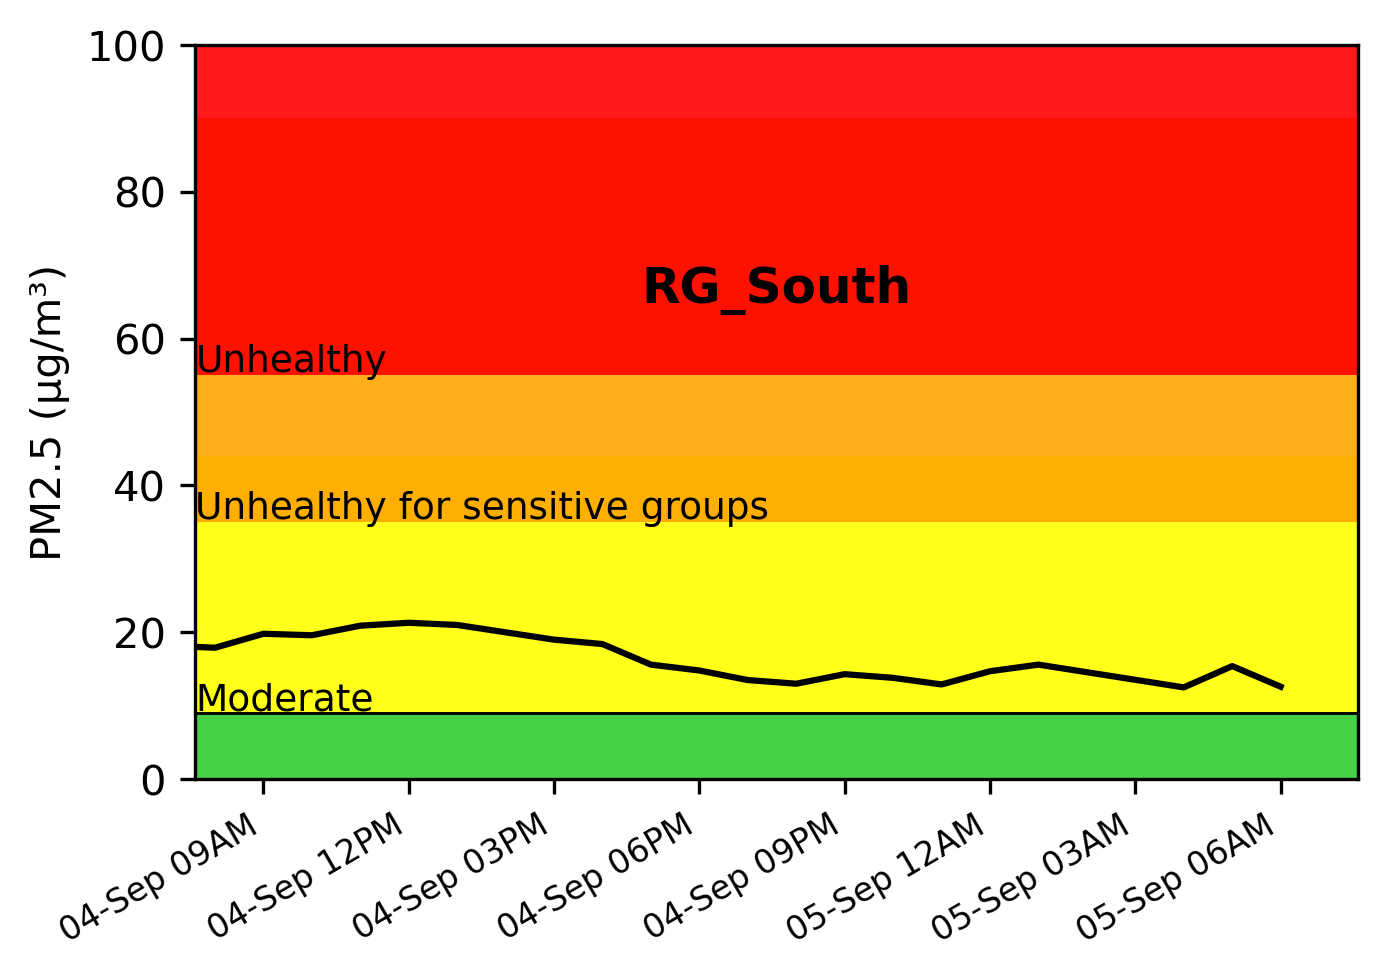 100
80
60
40
20
0
PM2.5 (µg/m³)
RG_South
Unhealthy
Unhealthy for sensitive groups
Moderate
04-Sep 09AM
04-Sep 12PM
04-Sep 03PM
04-Sep 06PM
04-Sep 09PM
05-Sep 12AM
05-Sep 03AM
05-Sep 06AM